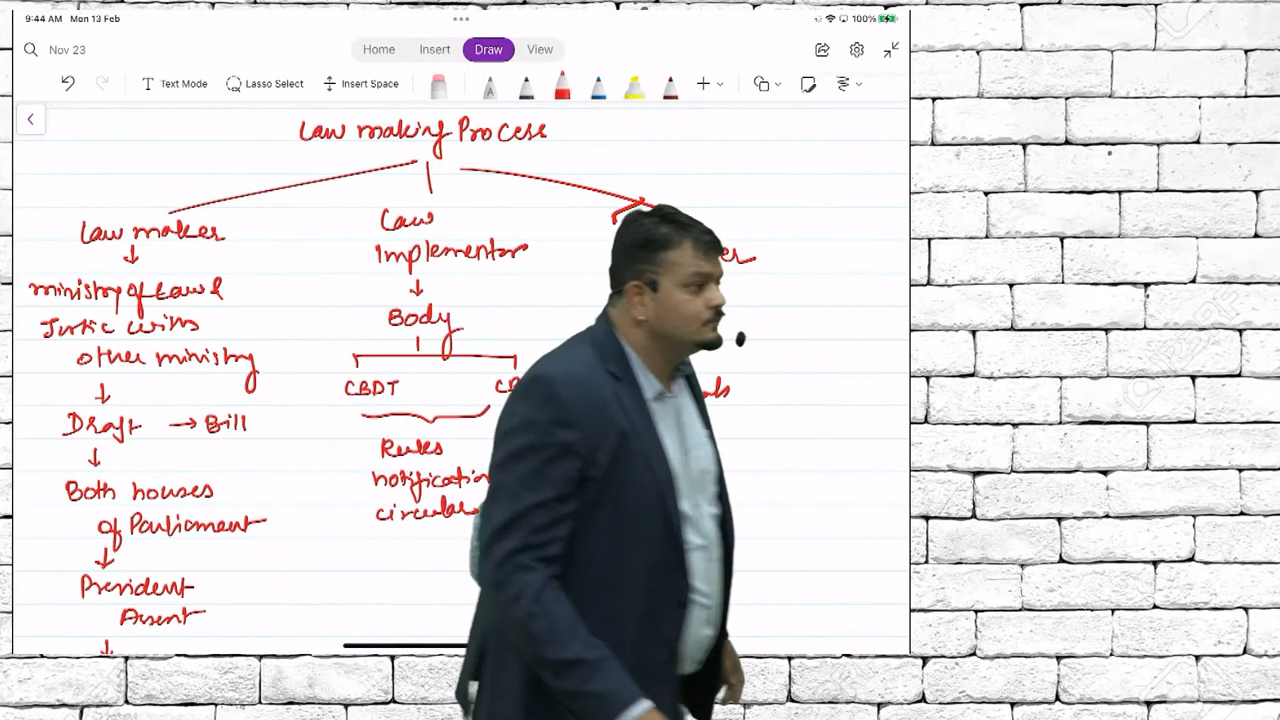 9:44 AM Mon 13 Feb
100%
Nov 23
Home Insert Draw View
Text Mode Lasso Select Insert Space
Law making Process
Law maker
ministry of Law &
Justic with
other ministry
Draft → Bill
Both houses
of Parliament
President
Assent
Law
Implementor
Body
CBDT
Rules
notification
circular